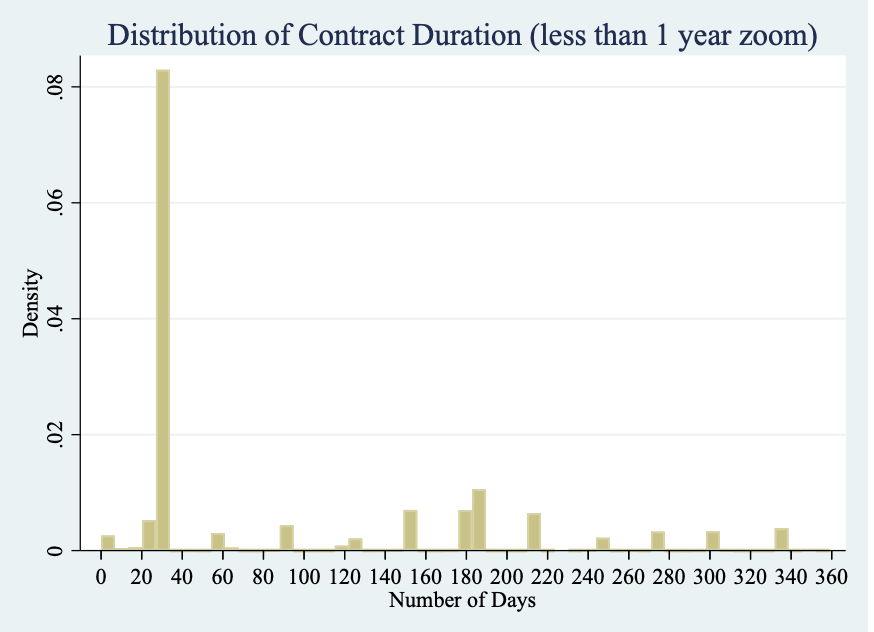 Distribution of Contract Duration (less than 1 year zoom)
Density
.08
.06
.04
.02
0
0 20 40 60 80 100 120 140 160 180 200 220 240 260 280 300 320 340 360
Number of Days